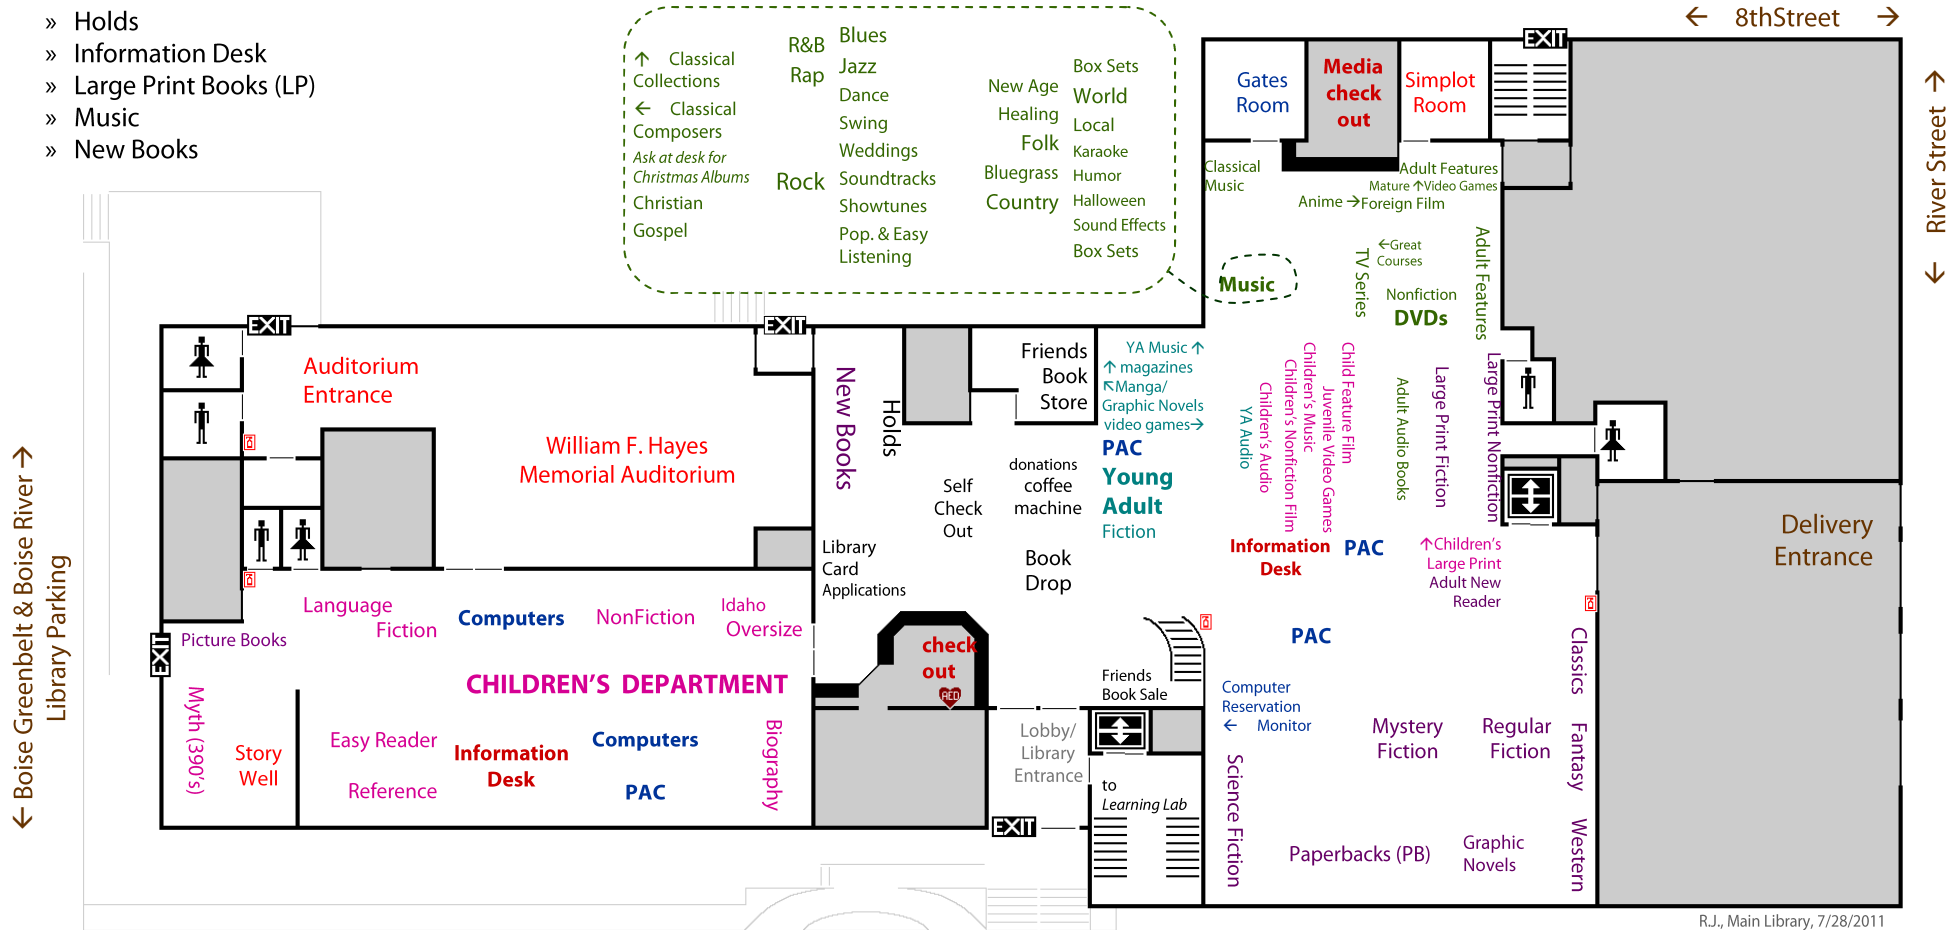 » Holds
» Information Desk
» Large Print Books (LP)
» Music
» New Books
↑ Classical
Collections
← Classical
Composers
Ask at desk for
Christmas Albums
Christian
Gospel
R&B
Rap
Rock
Blues
Jazz
Dance
Swing
Weddings
Soundtracks
Showtunes
Pop. & Easy
Listening
New Age
Healing
Folk
Bluegrass
Country
Box Sets
World
Local
Karaoke
Humor
Halloween
Sound Effects
Box Sets
← 8thStreet →
← River Street →
EXIT
Gates
Room
Media
check
out
Simplot
Room
Classical
Music
Adult Features
Mature ↑Video Games
Anime →Foreign Film
←Great
Courses
TV Series
Adult Features
Music
Nonfiction
DVDs
EXIT
EXIT
Auditorium
Entrance
William F. Hayes
Memorial Auditorium
New Books
Holds
Friends
Book
Store
YA Music ↑
↑ magazines
↖Manga/
Graphic Novels
video games→
PAC
Young
Adult
Fiction
YA Audio
Children's Audio
Children's Nonfiction Film
Children's Music
Juvenile Video Games
Child Feature Film
Adult Audio Books
Large Print Fiction
Large Print Nonfiction
donations
coffee
machine
Self
Check
Out
Book
Drop
Library
Card
Applications
Information
Desk
PAC
↑Children's
Large Print
Adult New
Reader
Delivery
Entrance
← Boise Greenbelt & Boise River →
Library Parking
EXIT
Picture Books
Language
Fiction
Computers
NonFiction
Idaho
Oversize
CHILDREN'S DEPARTMENT
Myth (390's)
Story
Well
Easy Reader
Reference
Information
Desk
Computers
PAC
Biography
check
out
AED
Friends
Book Sale
Lobby/
Library
Entrance
EXIT
to
Learning Lab
PAC
Computer
Reservation
← Monitor
Science Fiction
Mystery
Fiction
Regular
Fiction
Classics
Fantasy
Western
Paperbacks (PB)
Graphic
Novels
R.J., Main Library, 7/28/2011